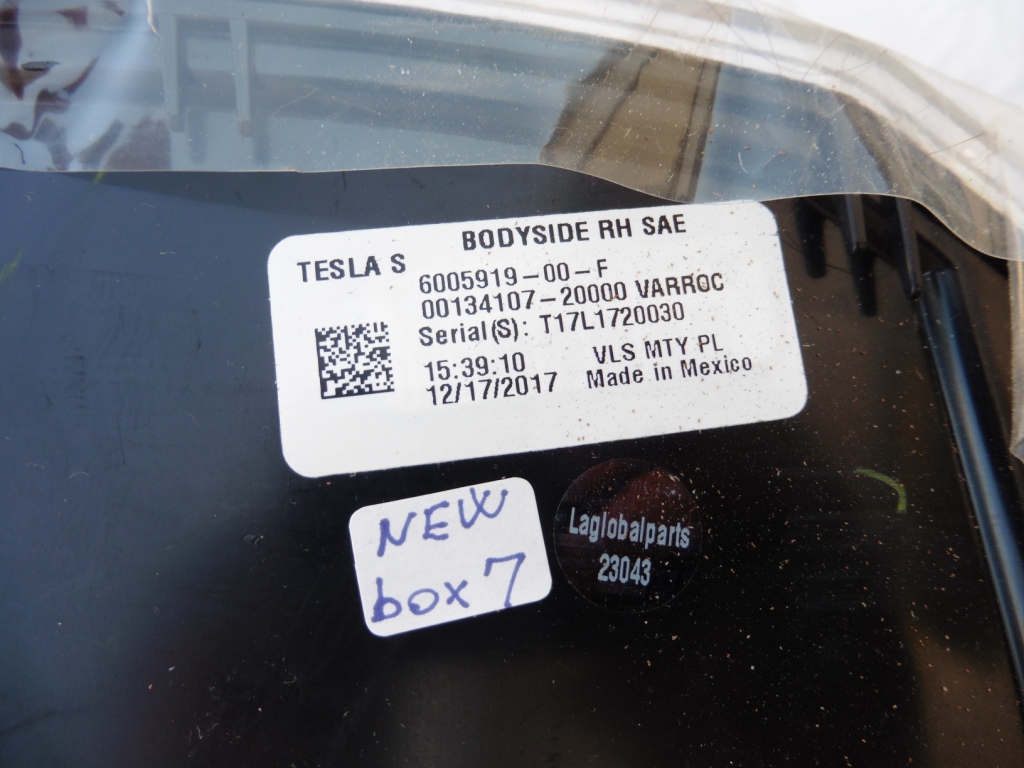 BODYSIDE RH SAE
TESLA S
6005919-00-F
00134107-20000 VARROC
Serial(S): T17L1720030
15:39:10
12/17/2017
VLS MTY PL
Made in Mexico
NEW
box 7
Laglobalparts
23043